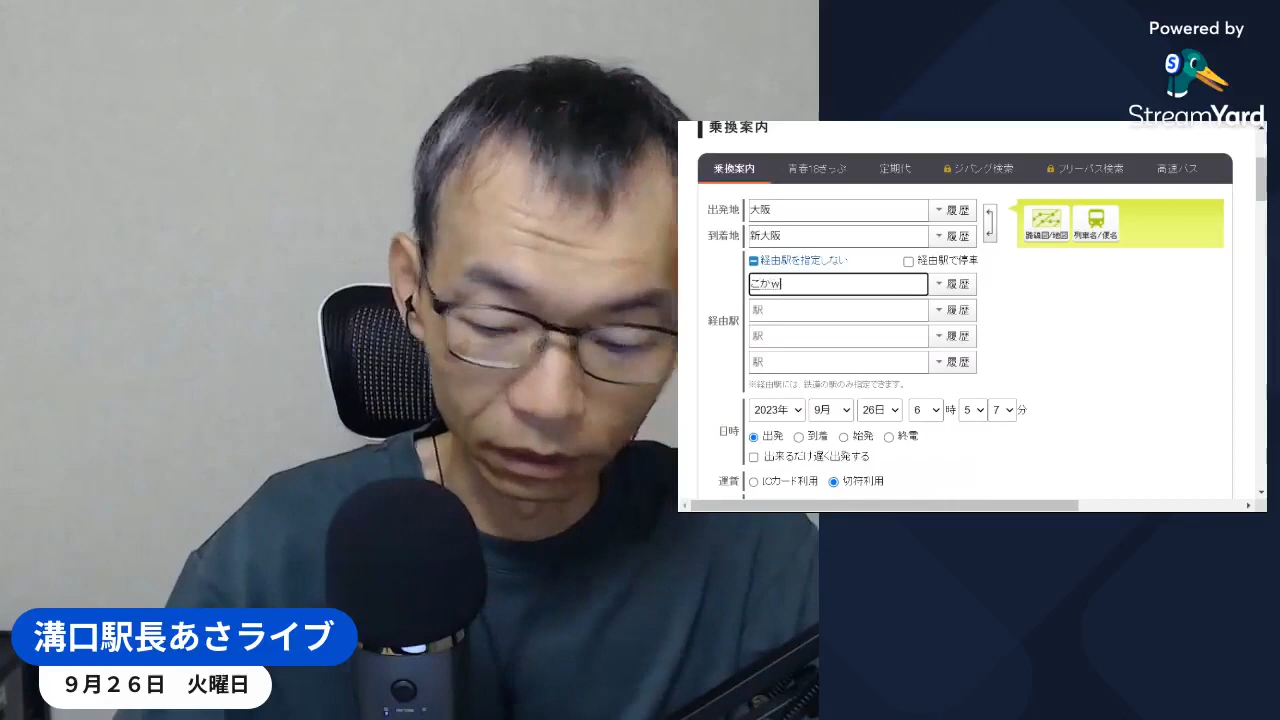 Powered by
StreamYard
乗換案内
乗換案内 青春18きっぷ 定期代 ジパング検索 フリーパス検索 高速バス
出発地 大阪 履歴
到着地 新大阪 履歴
路線図/地図 列車名/便名
経由駅を指定しない 経由駅で停車
経由駅
こかw 履歴
駅 履歴
駅 履歴
駅 履歴
※経由駅には、鉄道の駅のみ指定できます。
日時 2023年 9月 26日 6 時 5 7 分
出発 到着 始発 終電
出来るだけ遅く出発する
運賃 ICカード利用 切符利用
溝口駅長あさライブ
9月26日 火曜日